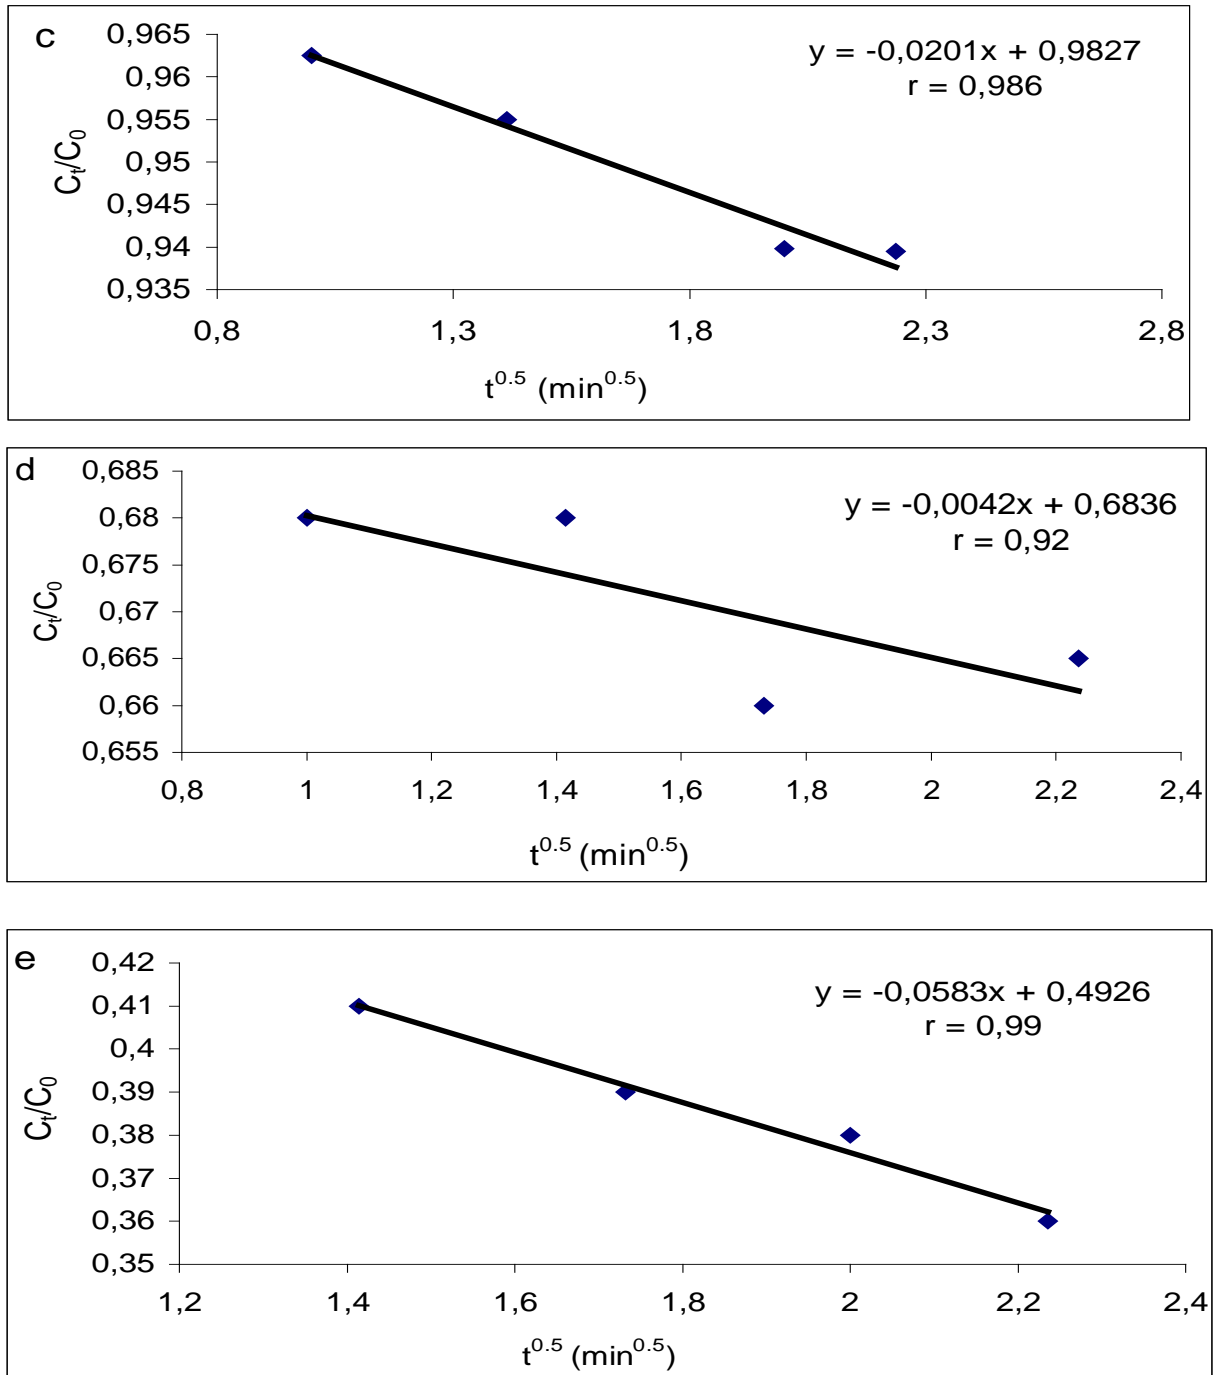 c
y = -0,0201x + 0,9827
r = 0,986
0,965
0,96
0,955
0,95
0,945
0,94
0,935
Cₜ/C₀
0,8 1,3 1,8 2,3 2,8
t⁰·⁵ (min⁰·⁵)
d
y = -0,0042x + 0,6836
r = 0,92
0,685
0,68
0,675
0,67
0,665
0,66
0,655
Cₜ/C₀
0,8 1 1,2 1,4 1,6 1,8 2 2,2 2,4
t⁰·⁵ (min⁰·⁵)
e
y = -0,0583x + 0,4926
r = 0,99
0,42
0,41
0,4
0,39
0,38
0,37
0,36
0,35
Cₜ/C₀
1,2 1,4 1,6 1,8 2 2,2 2,4
t⁰·⁵ (min⁰·⁵)